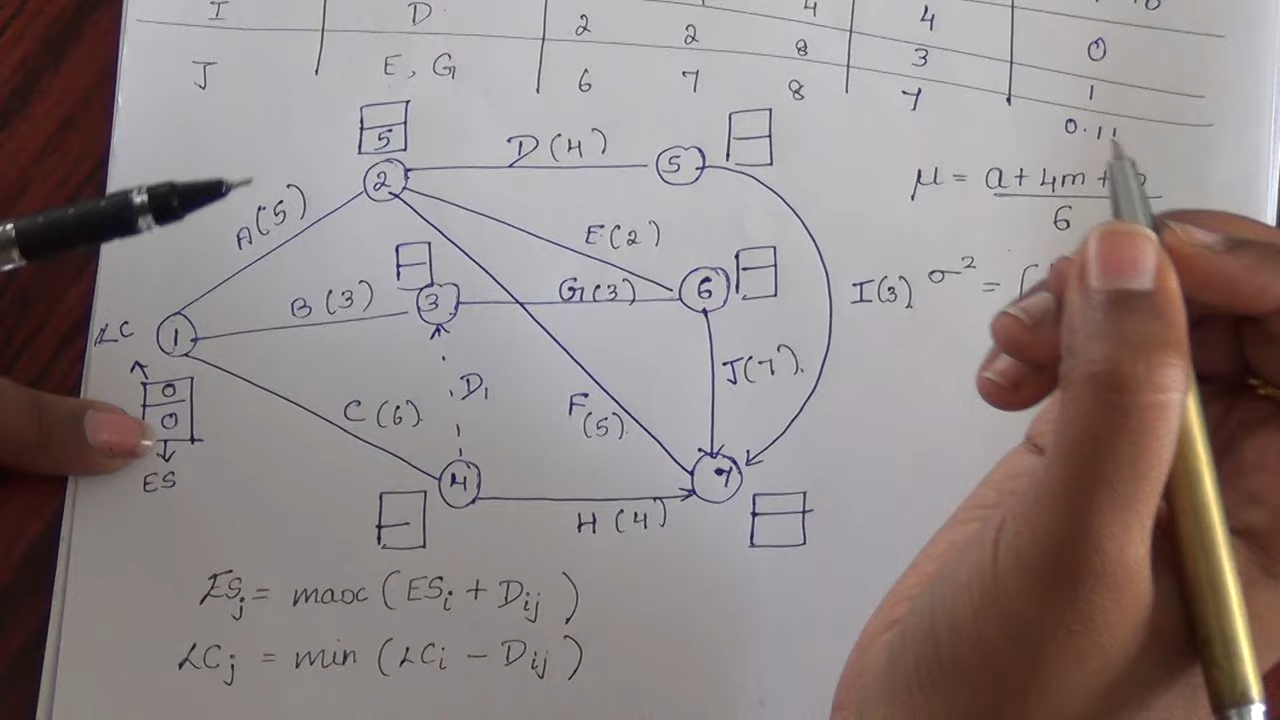 I D 2 2 4 4
J E, G 6 7 8 8 3 7 0 1
0.11
5
2 D (4) 5
μ = a + 4m +
6
A(5)
E(2)
B (3) 3 G(3) 6 I(3) σ² =
LC 1
0
0
ES
C (6) D₁ F (5) J(7)
4 H (4) 7
ESj = max (ESi + Dij)
LCj = min (LCi - Dij)